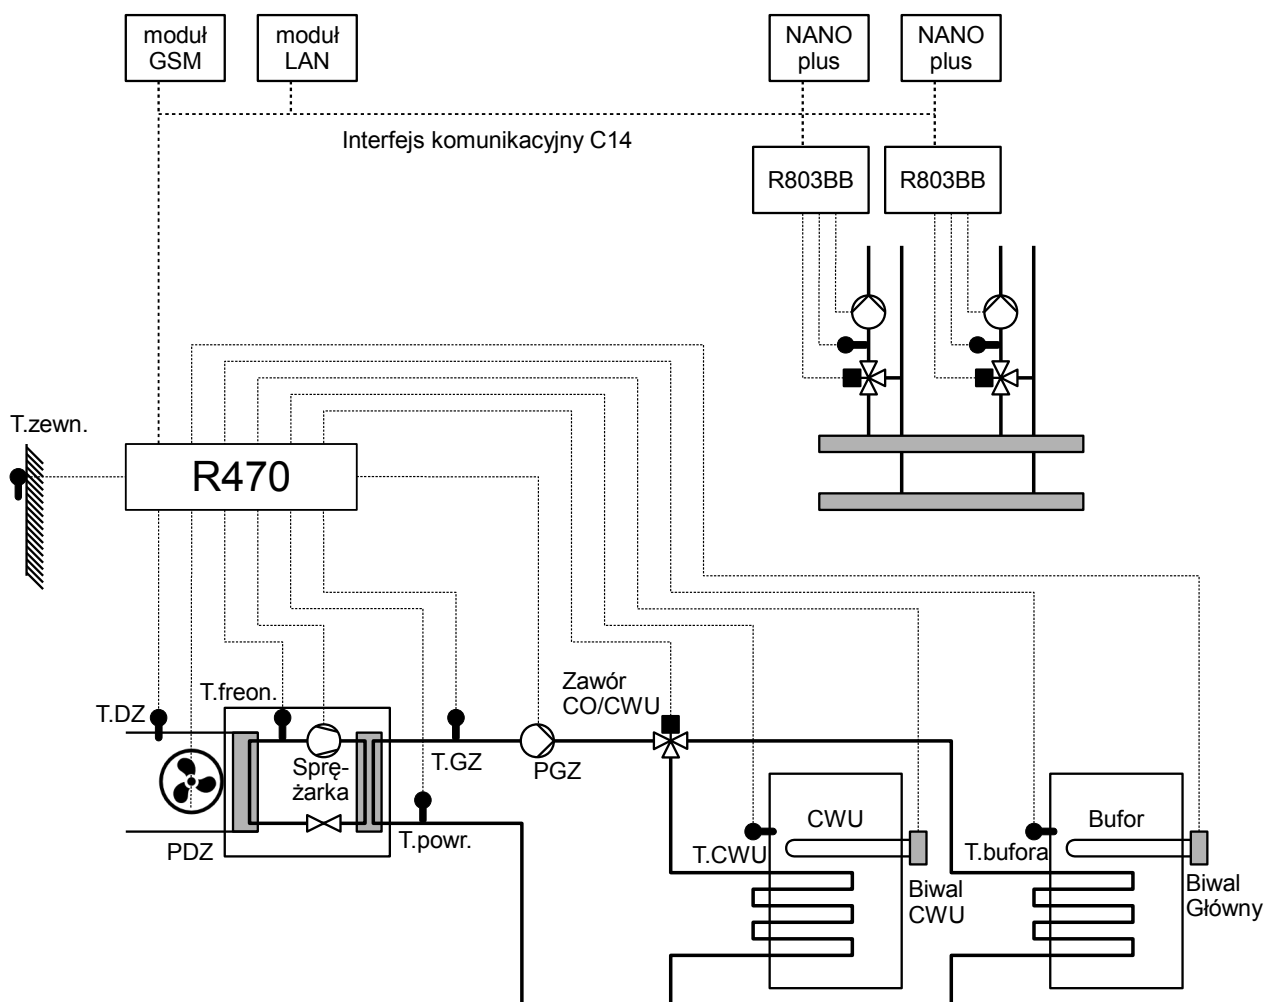 moduł
GSM
moduł
LAN
NANO
plus
NANO
plus
Interfejs komunikacyjny C14
R803BB
R803BB
T.zewn.
R470
T.DZ
T.freon.
Sprę-
żarka
PDZ
T.GZ
T.powr.
PGZ
Zawór
CO/CWU
CWU
T.CWU
Biwal
CWU
Bufor
T.bufora
Biwal
Główny